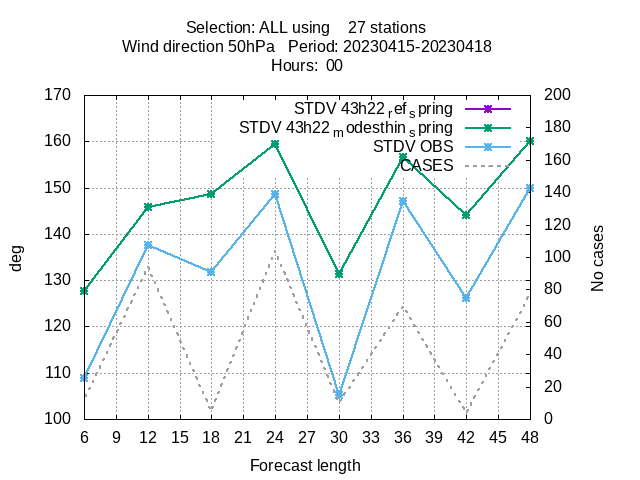 Selection: ALL using 27 stations
Wind direction 50hPa Period: 20230415-20230418
Hours: 00
170 200
STDV 43h22 ref spring
180
STDV 43h22 modesthin spring
160
STDV OBS
160
CASES
150 140
140 120
100
130 80
120 60
40
110 20
100 0
deg
No cases
6 9 12 15 18 21 24 27 30 33 36 39 42 45 48
Forecast length